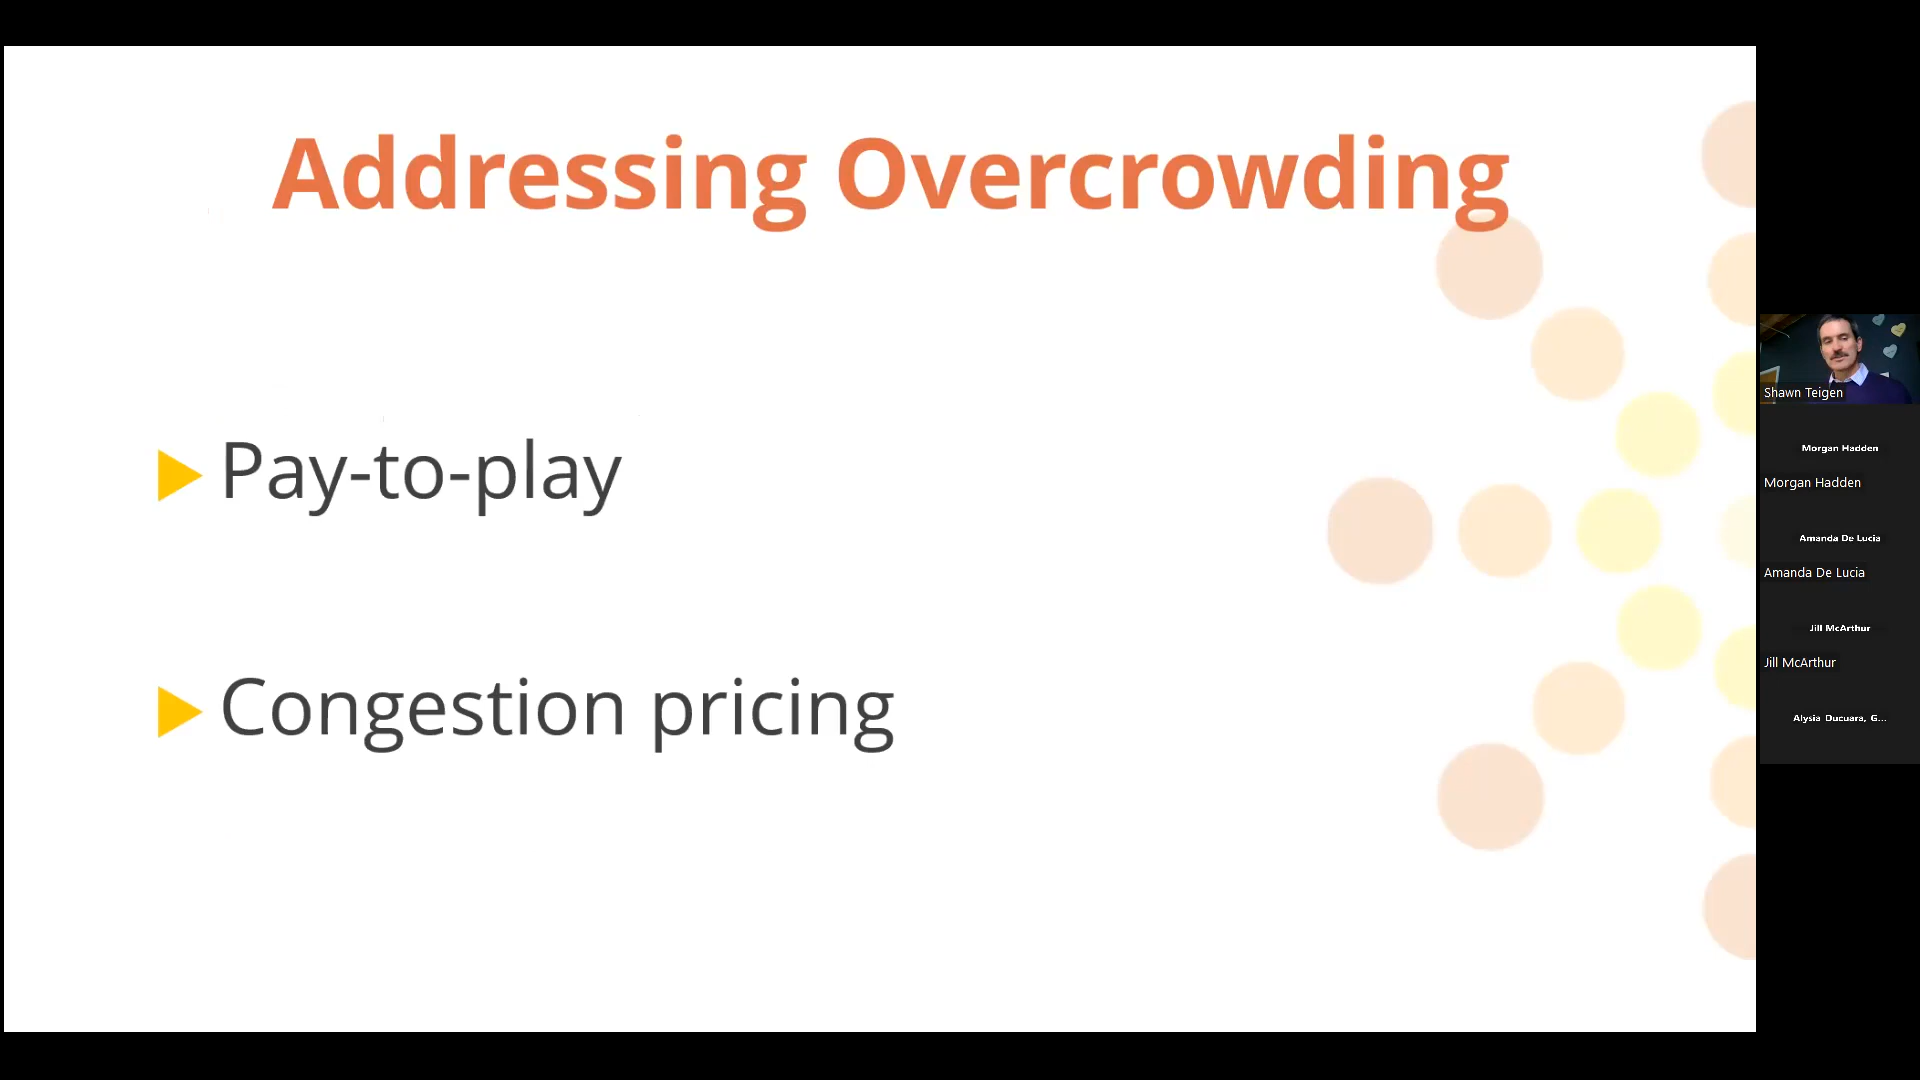 Addressing Overcrowding
Pay-to-play
Congestion pricing
Shawn Teigen
Morgan Hadden
Morgan Hadden
Amanda De Lucia
Amanda De Lucia
Jill McArthur
Jill McArthur
Alysia Ducuara, G...